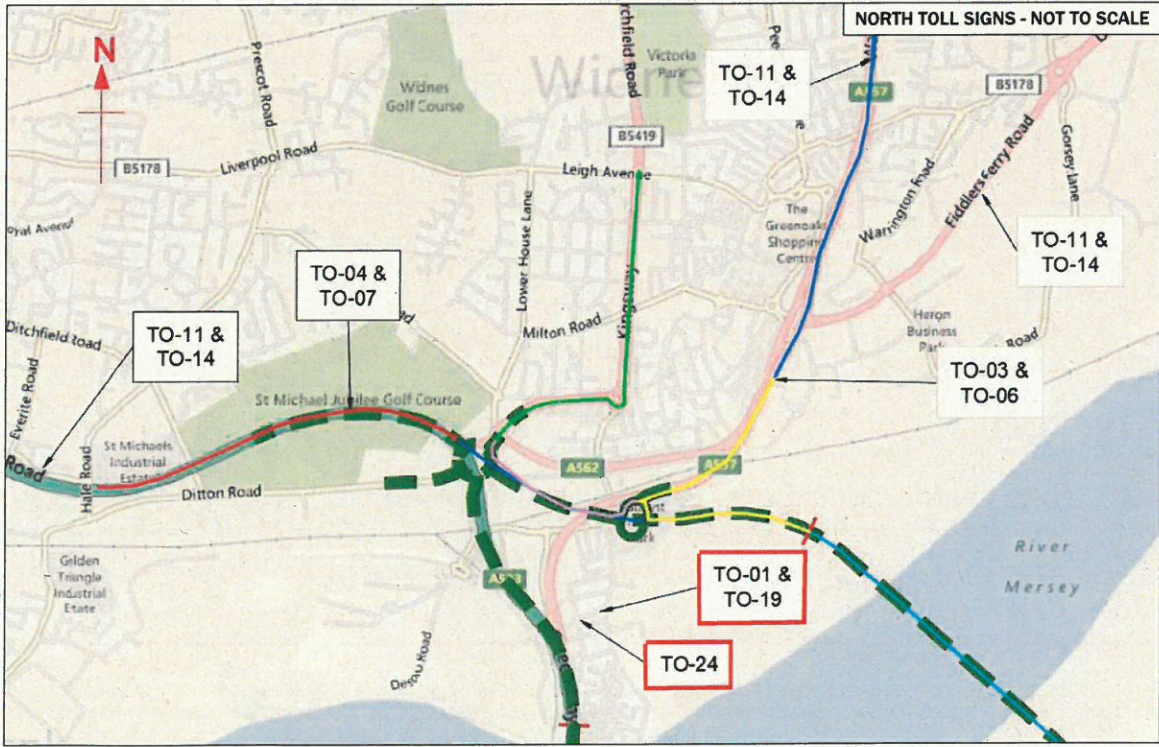 NORTH TOLL SIGNS - NOT TO SCALE
N
Prescot Road
Widnes
Golf Course
Victoria
Park
Widne
TO-11 &
TO-14
A557
B5178
B5419
B5178
Liverpool Road
Leigh Avenue
Lower House Lane
Kingsway
The
Greenoaks
Shopping
Centre
Warrington Road
Fiddlers Ferry Road
Gorsey Lane
TO-11 &
TO-14
TO-04 &
TO-07
Milton Road
Heron
Business
Park
Road
Ditchfield Road
TO-11 &
TO-14
Everite Road
St Michael Jubilee Golf Course
TO-03 &
TO-06
St Michaels
Industrial
Estate
Road
Hale Road
Ditton Road
A562
A557
Park
River
Mersey
Gilden
Triangle
Industrial
Estate
TO-01 &
TO-19
TO-24